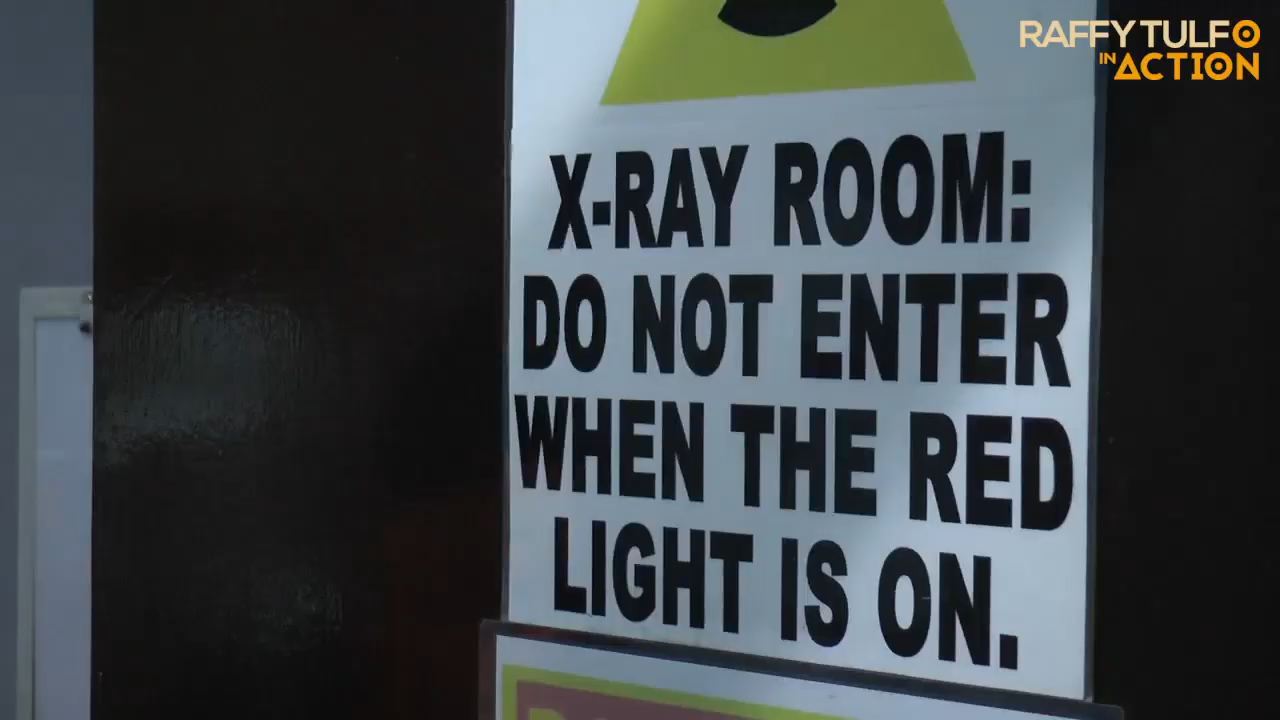 RAFFY TULFO
IN ACTION
X-RAY ROOM:
DO NOT ENTER
WHEN THE RED
LIGHT IS ON.